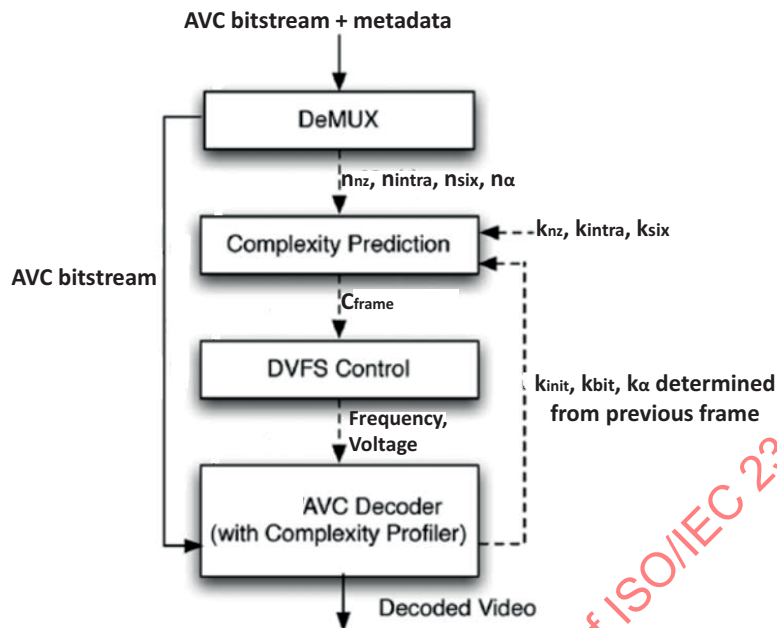 AVC bitstream + metadata
DeMUX
nnz, nintra, nsix, nα
Complexity Prediction
knz, kintra, ksix
AVC bitstream
Cframe
DVFS Control
kinit, kbit, kα determined
from previous frame
Frequency,
Voltage
AVC Decoder
(with Complexity Profiler)
Decoded Video
f ISO/IEC 23